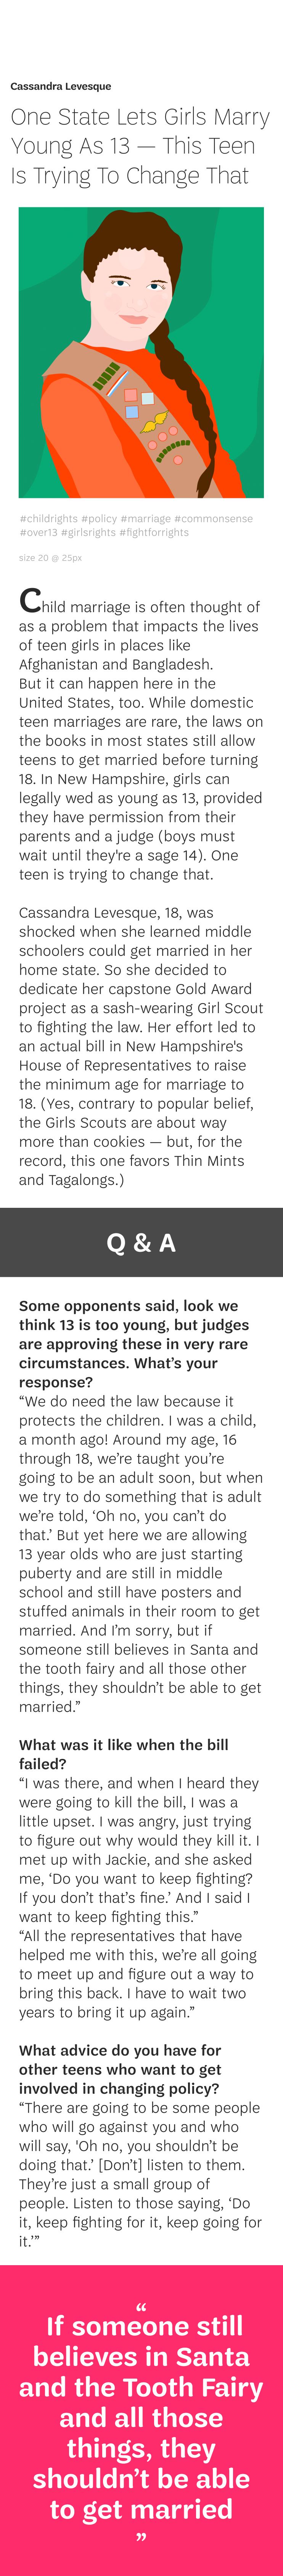 Cassandra Levesque
One State Lets Girls Marry
Young As 13 — This Teen
Is Trying To Change That
#childrights #policy #marriage #commonsense
#over13 #girlsrights #fightforrights
size 20 @ 25px
Child marriage is often thought of
as a problem that impacts the lives
of teen girls in places like
Afghanistan and Bangladesh.
But it can happen here in the
United States, too. While domestic
teen marriages are rare, the laws on
the books in most states still allow
teens to get married before turning
18. In New Hampshire, girls can
legally wed as young as 13, provided
they have permission from their
parents and a judge (boys must
wait until they're a sage 14). One
teen is trying to change that.
Cassandra Levesque, 18, was
shocked when she learned middle
schoolers could get married in her
home state. So she decided to
dedicate her capstone Gold Award
project as a sash-wearing Girl Scout
to fighting the law. Her effort led to
an actual bill in New Hampshire's
House of Representatives to raise
the minimum age for marriage to
18. (Yes, contrary to popular belief,
the Girls Scouts are about way
more than cookies — but, for the
record, this one favors Thin Mints
and Tagalongs.)
Q & A
Some opponents said, look we
think 13 is too young, but judges
are approving these in very rare
circumstances. What's your
response?
“We do need the law because it
protects the children. I was a child,
a month ago! Around my age, 16
through 18, we’re taught you’re
going to be an adult soon, but when
we try to do something that is adult
we’re told, ‘Oh no, you can’t do
that.’ But yet here we are allowing
13 year olds who are just starting
puberty and are still in middle
school and still have posters and
stuffed animals in their room to get
married. And I’m sorry, but if
someone still believes in Santa and
the tooth fairy and all those other
things, they shouldn’t be able to get
married.”
What was it like when the bill
failed?
“I was there, and when I heard they
were going to kill the bill, I was a
little upset. I was angry, just trying
to figure out why would they kill it. I
met up with Jackie, and she asked
me, ‘Do you want to keep fighting?
If you don’t that’s fine.’ And I said I
want to keep fighting this.”
“All the representatives that have
helped me with this, we’re all going
to meet up and figure out a way to
bring this back. I have to wait two
years to bring it up again.”
What advice do you have for
other teens who want to get
involved in changing policy?
“There are going to be some people
who will go against you and who
will say, 'Oh no, you shouldn’t be
doing that.’ [Don’t] listen to them.
They’re just a small group of
people. Listen to those saying, ‘Do
it, keep fighting for it, keep going for
it.’”
“
If someone still
believes in Santa
and the Tooth Fairy
and all those
things, they
shouldn’t be able
to get married
”